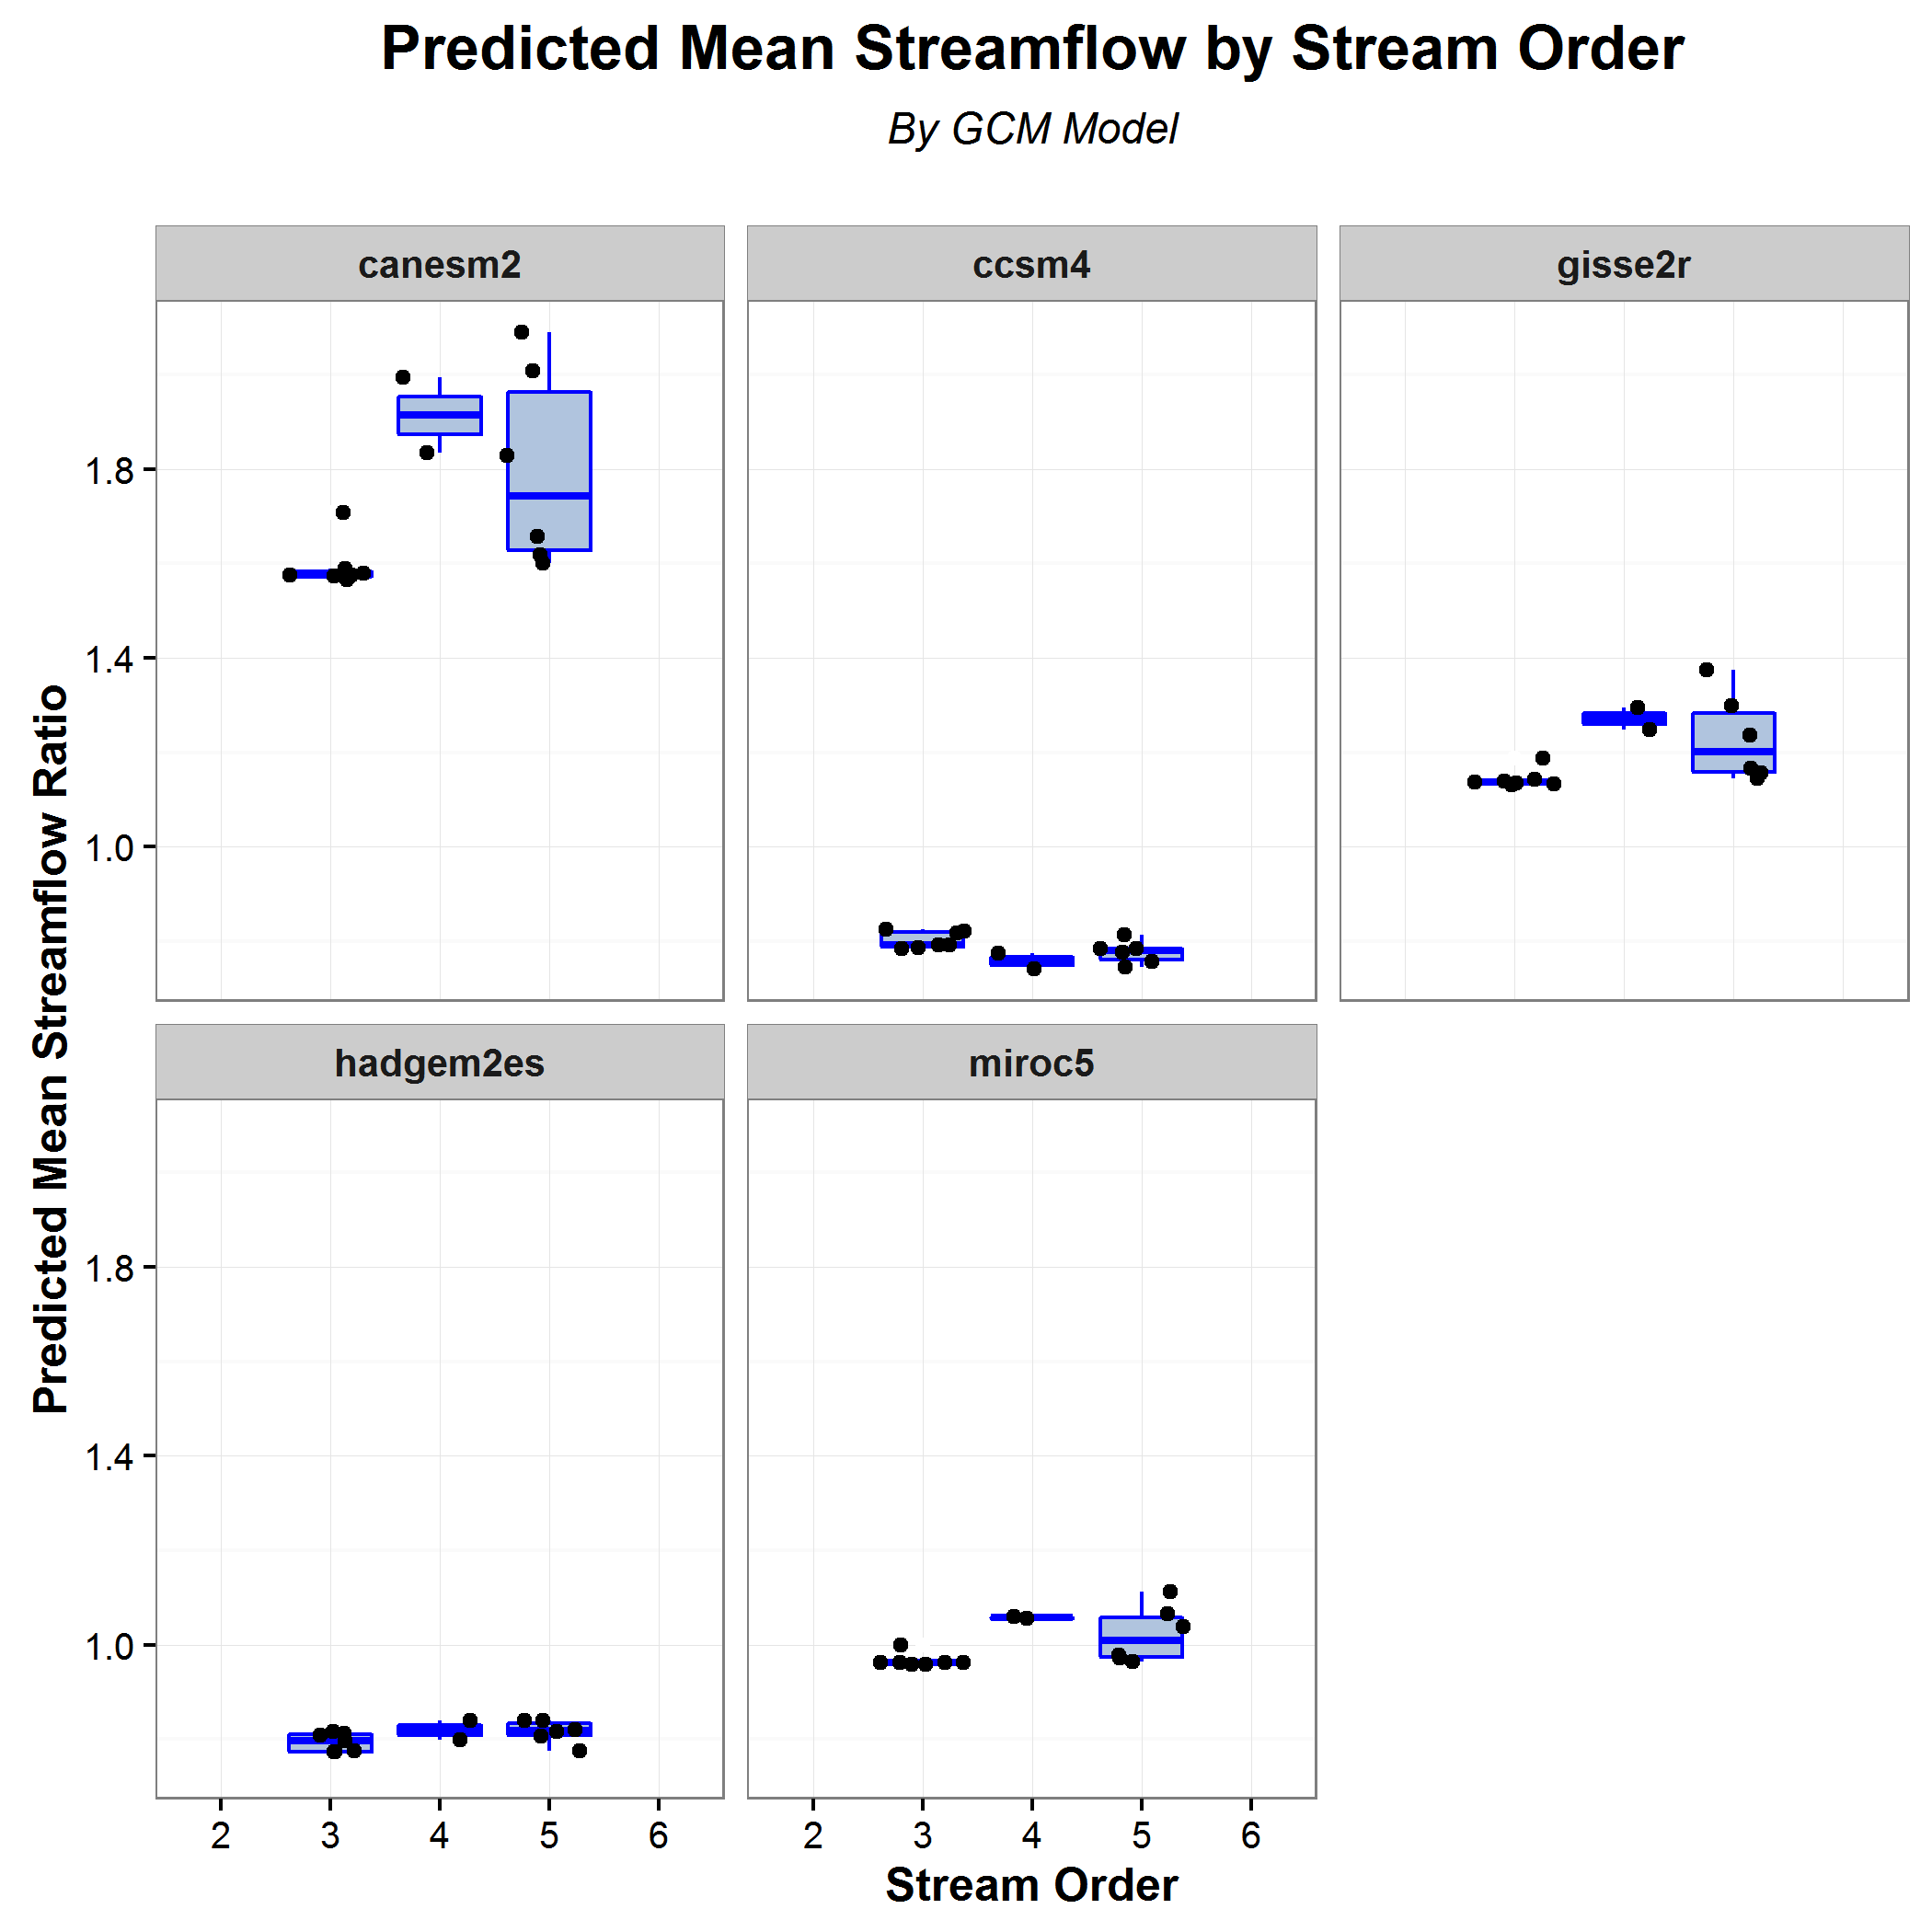 Predicted Mean Streamflow by Stream Order
By GCM Model
canesm2
ccsm4
gisse2r
1.8
1.4
1.0
Predicted Mean Streamflow Ratio
hadgem2es
miroc5
1.8
1.4
1.0
2 3 4 5 6
2 3 4 5 6
Stream Order